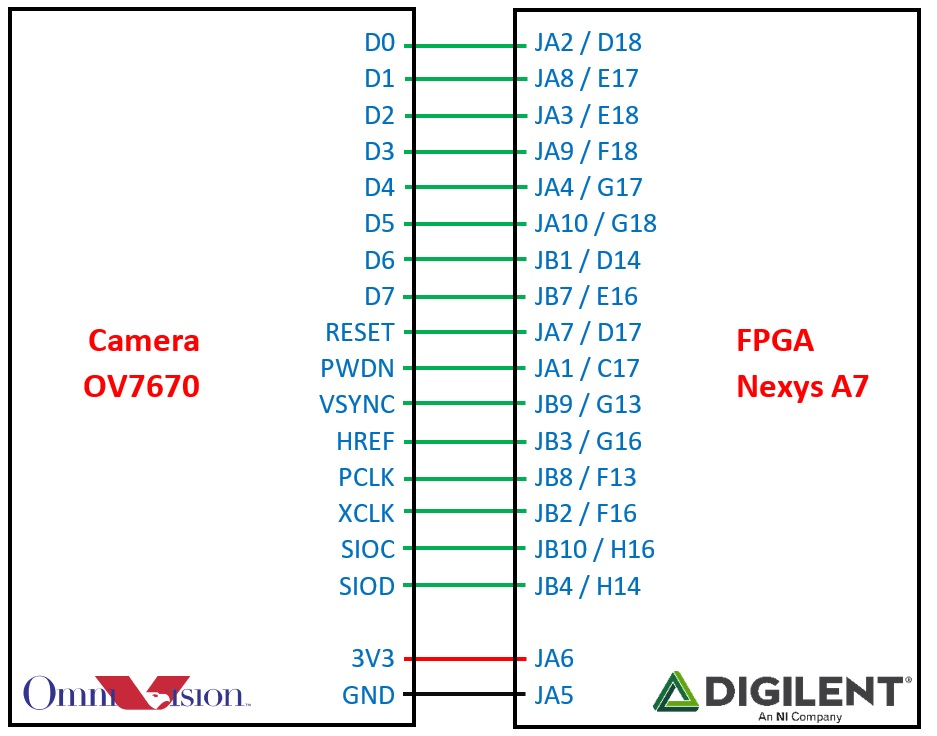 D0 JA2 / D18
D1 JA8 / E17
D2 JA3 / E18
D3 JA9 / F18
D4 JA4 / G17
D5 JA10 / G18
D6 JB1 / D14
D7 JB7 / E16
RESET JA7 / D17
PWDN JA1 / C17
VSYNC JB9 / G13
HREF JB3 / G16
PCLK JB8 / F13
XCLK JB2 / F16
SIOC JB10 / H16
SIOD JB4 / H14
3V3 JA6
GND JA5
Camera
OV7670
FPGA
Nexys A7
OmniVision™
DIGILENT®
An NI Company